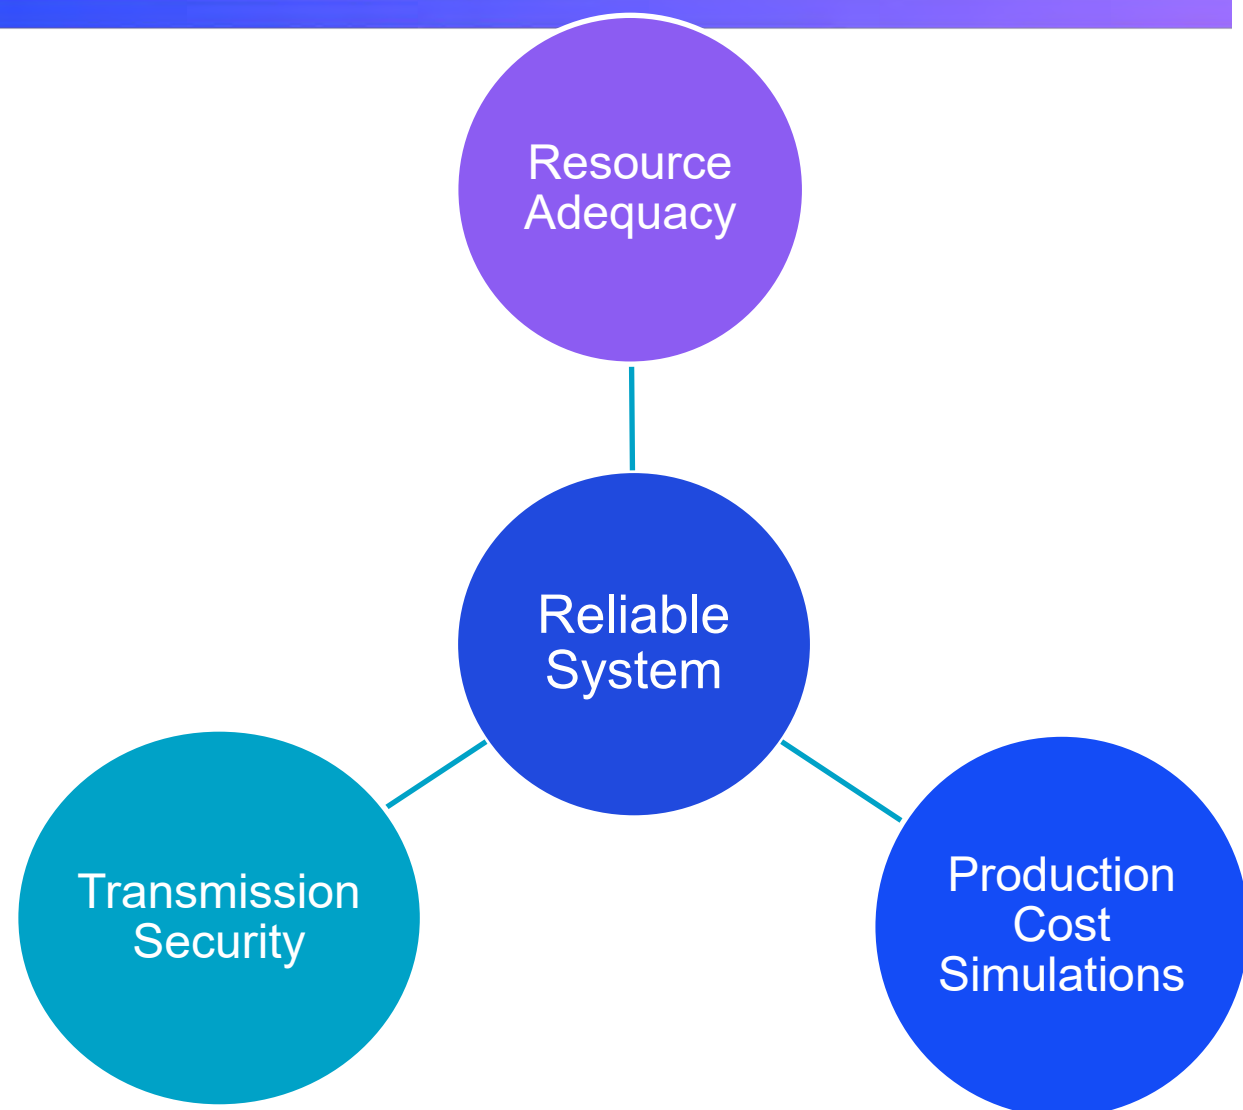 Resource
Adequacy
Reliable
System
Transmission
Security
Production
Cost
Simulations